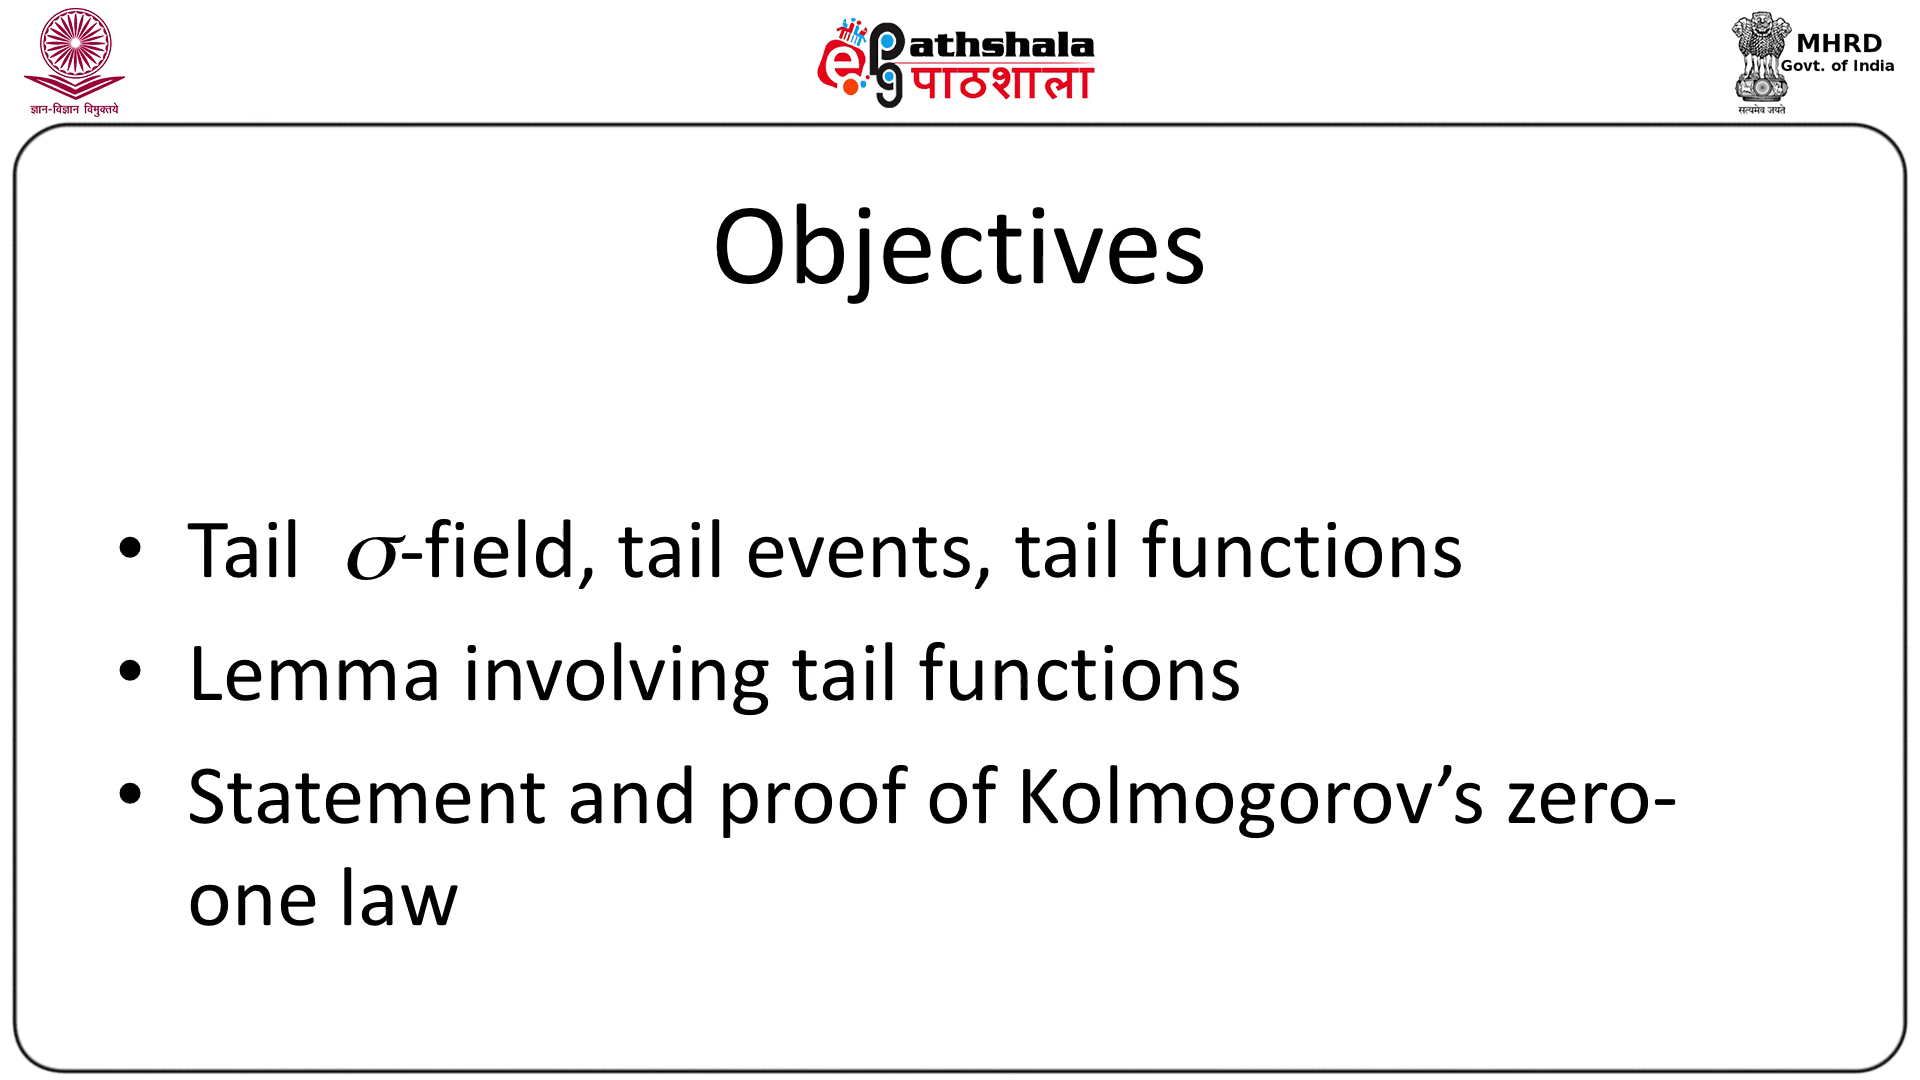 ज्ञान-विज्ञान विमुक्तये
e
Pathshala
पाठशाला
MHRD
Govt. of India
सत्यमेव जयते
Objectives
• Tail σ-field, tail events, tail functions
• Lemma involving tail functions
• Statement and proof of Kolmogorov’s zero-
one law